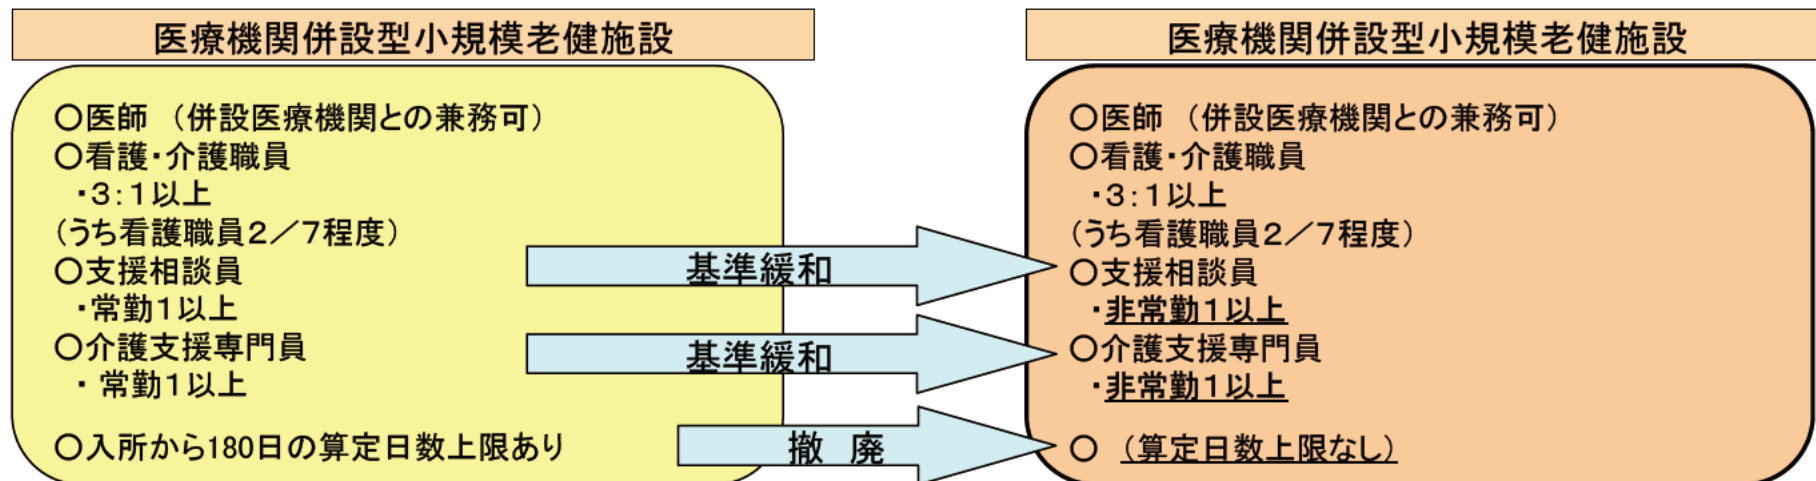 医療機関併設型小規模老健施設
○医師 （併設医療機関との兼務可）
○看護・介護職員
・３：１以上
（うち看護職員２／７程度）
○支援相談員
・常勤１以上
○介護支援専門員
・ 常勤１以上
○入所から180日の算定日数上限あり
基準緩和
基準緩和
撤 廃
医療機関併設型小規模老健施設
○医師 （併設医療機関との兼務可）
○看護・介護職員
・３：１以上
（うち看護職員２／７程度）
○支援相談員
・非常勤１以上
○介護支援専門員
・非常勤１以上
○ （算定日数上限なし）